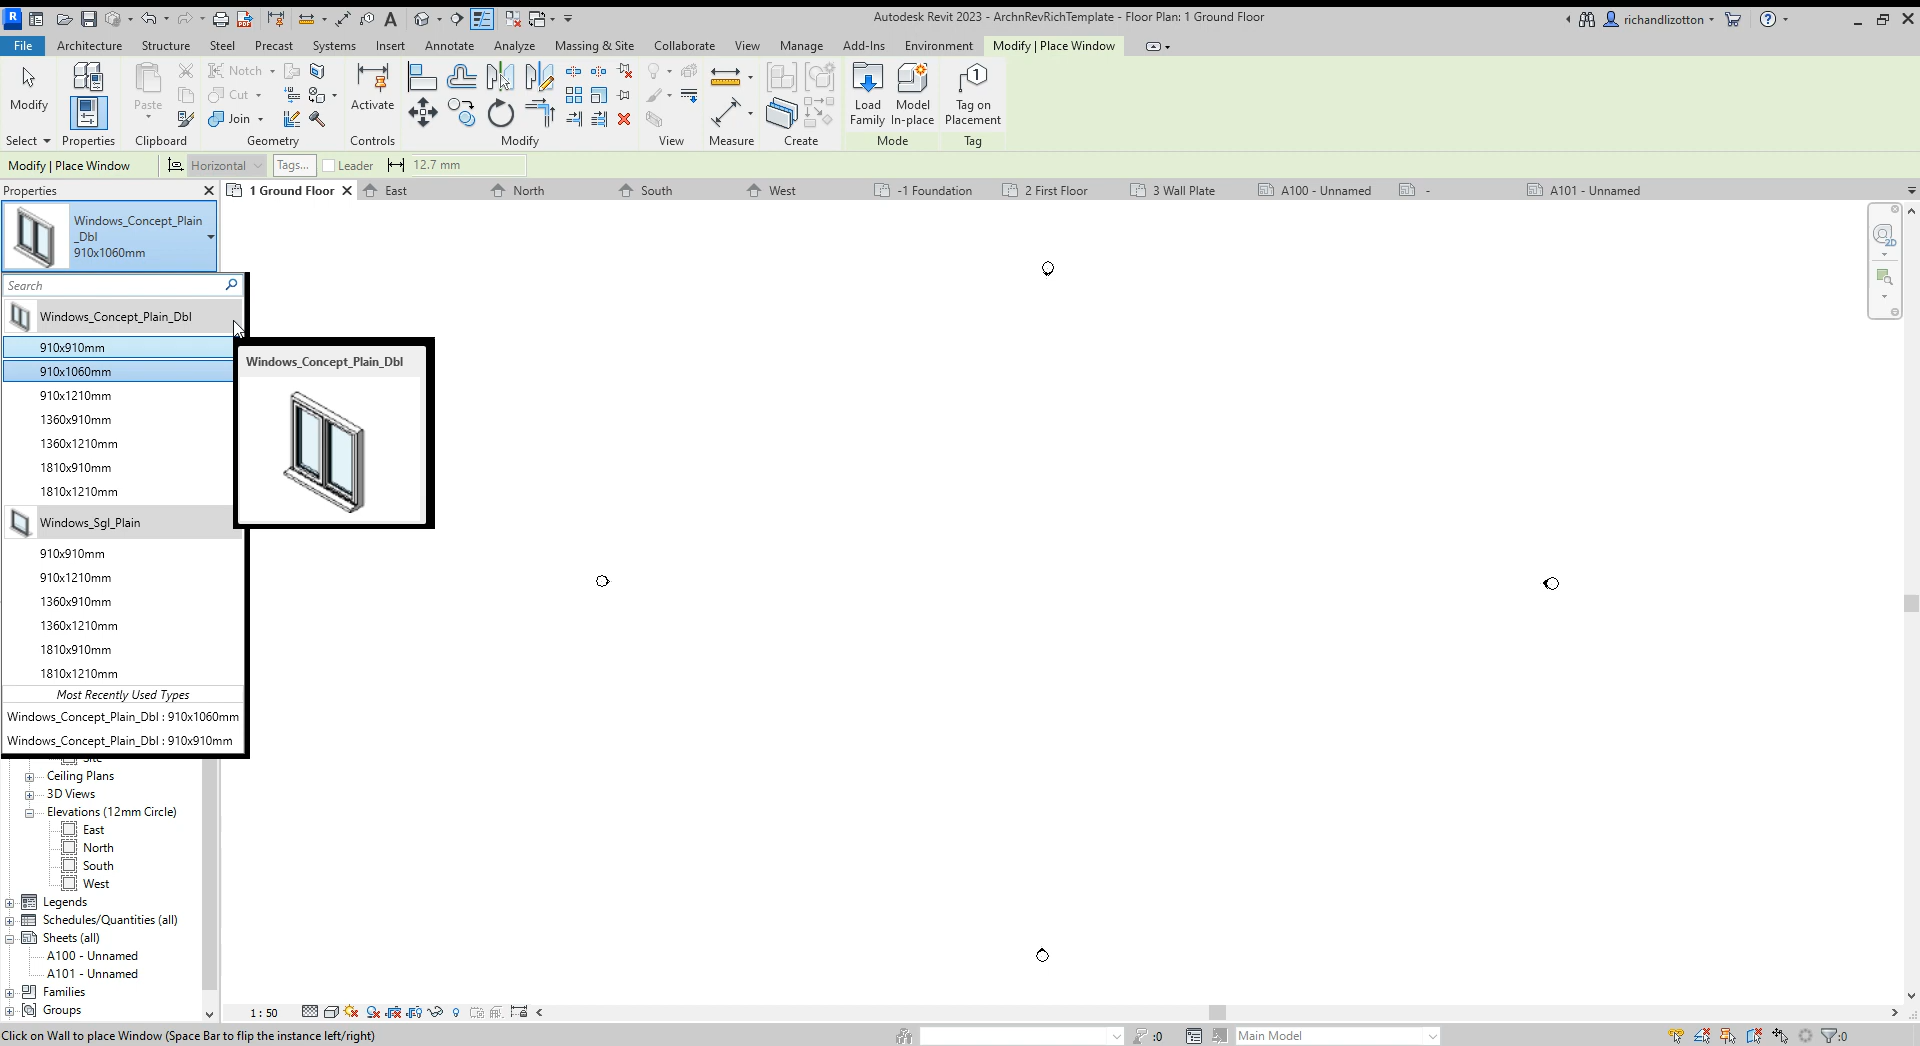 Autodesk Revit 2023 - ArchnRevRichTemplate - Floor Plan: 1 Ground Floor
richandlizotton
File Architecture Structure Steel Precast Systems Insert Annotate Analyze Massing & Site Collaborate View Manage Add-Ins Environment Modify | Place Window
Modify
Paste
Notch
Cut
Join
Activate
Load Family
Model In-place
Tag on Placement
Select Properties Clipboard Geometry Controls Modify View Measure Create Mode Tag
Modify | Place Window Horizontal Tags... Leader 12.7 mm
Properties
1 Ground Floor East North South West -1 Foundation 2 First Floor 3 Wall Plate A100 - Unnamed - A101 - Unnamed
Windows_Concept_Plain
_Dbl
910x1060mm
2D
Search
Windows_Concept_Plain_Dbl
910x910mm
910x1060mm
910x1210mm
1360x910mm
1360x1210mm
1810x910mm
1810x1210mm
Windows_Concept_Plain_Dbl
Windows_Sgl_Plain
910x910mm
910x1210mm
1360x910mm
1360x1210mm
1810x910mm
1810x1210mm
Most Recently Used Types
Windows_Concept_Plain_Dbl : 910x1060mm
Windows_Concept_Plain_Dbl : 910x910mm
Site
Ceiling Plans
3D Views
Elevations (12mm Circle)
East
North
South
West
Legends
Schedules/Quantities (all)
Sheets (all)
A100 - Unnamed
A101 - Unnamed
Families
Groups
1 : 50
Click on Wall to place Window (Space Bar to flip the instance left/right)
:0
Main Model
:0